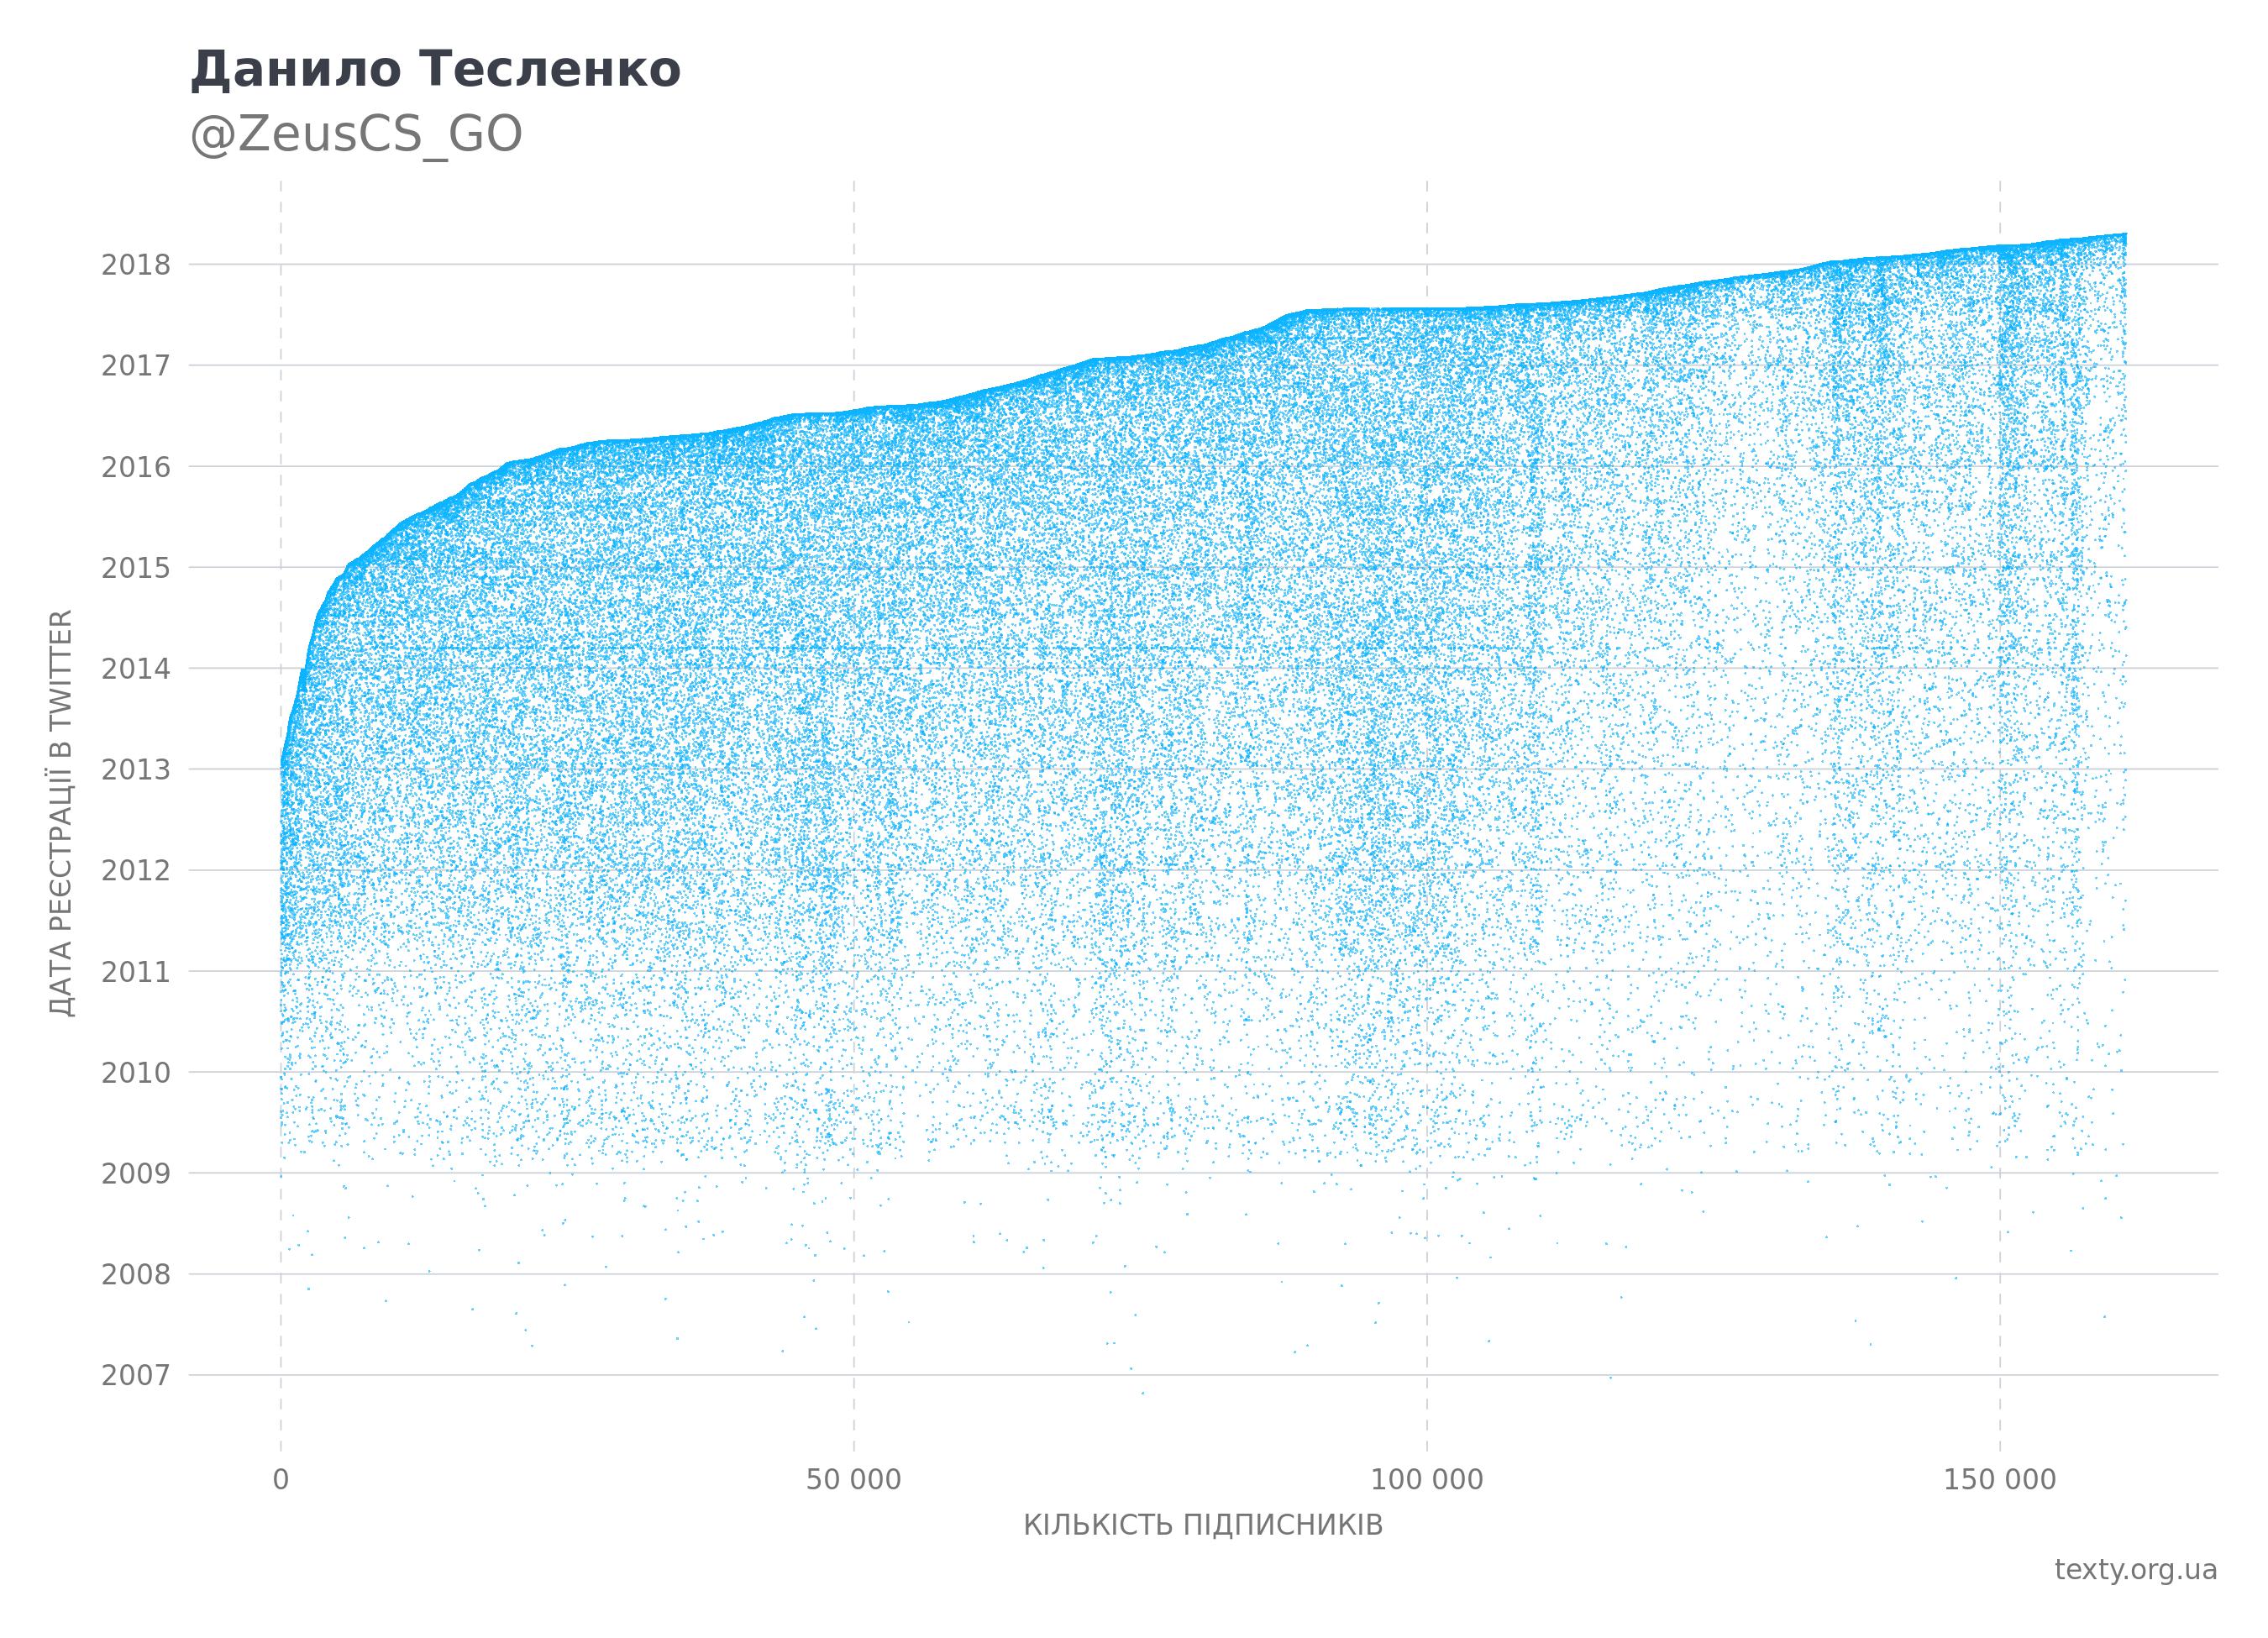 Данило Тесленко
@ZeusCS_GO
ДАТА РЕЄСТРАЦІЇ В TWITTER
2018
2017
2016
2015
2014
2013
2012
2011
2010
2009
2008
2007
0 50 000 100 000 150 000
КІЛЬКІСТЬ ПІДПИСНИКІВ
texty.org.ua